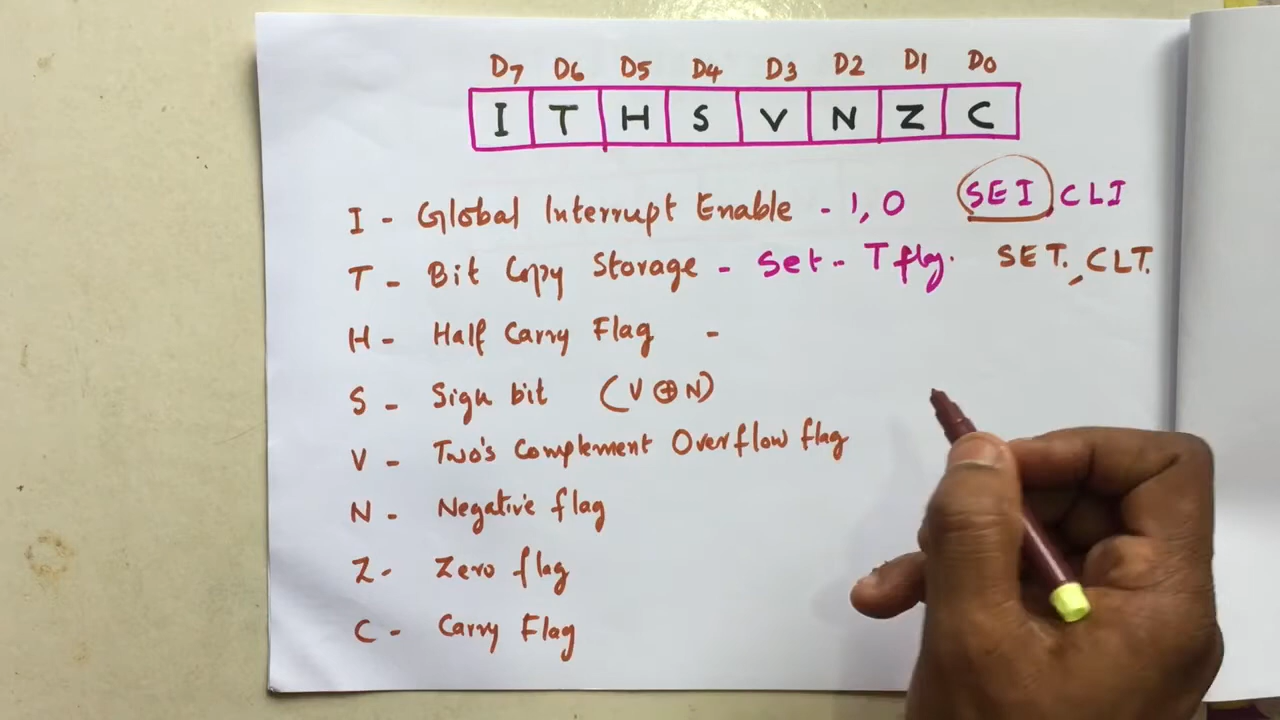 D7 D6 D5 D4 D3 D2 D1 D0
I T H S V N Z C
I - Global Interrupt Enable - 1, 0 SEI CLI
T - Bit Copy Storage - Set - T flag. SET., CLT.
H - Half Carry Flag -
S - Sign bit (V ⊕ N)
V - Two's Complement Overflow flag
N - Negative flag
Z - Zero flag
C - Carry Flag